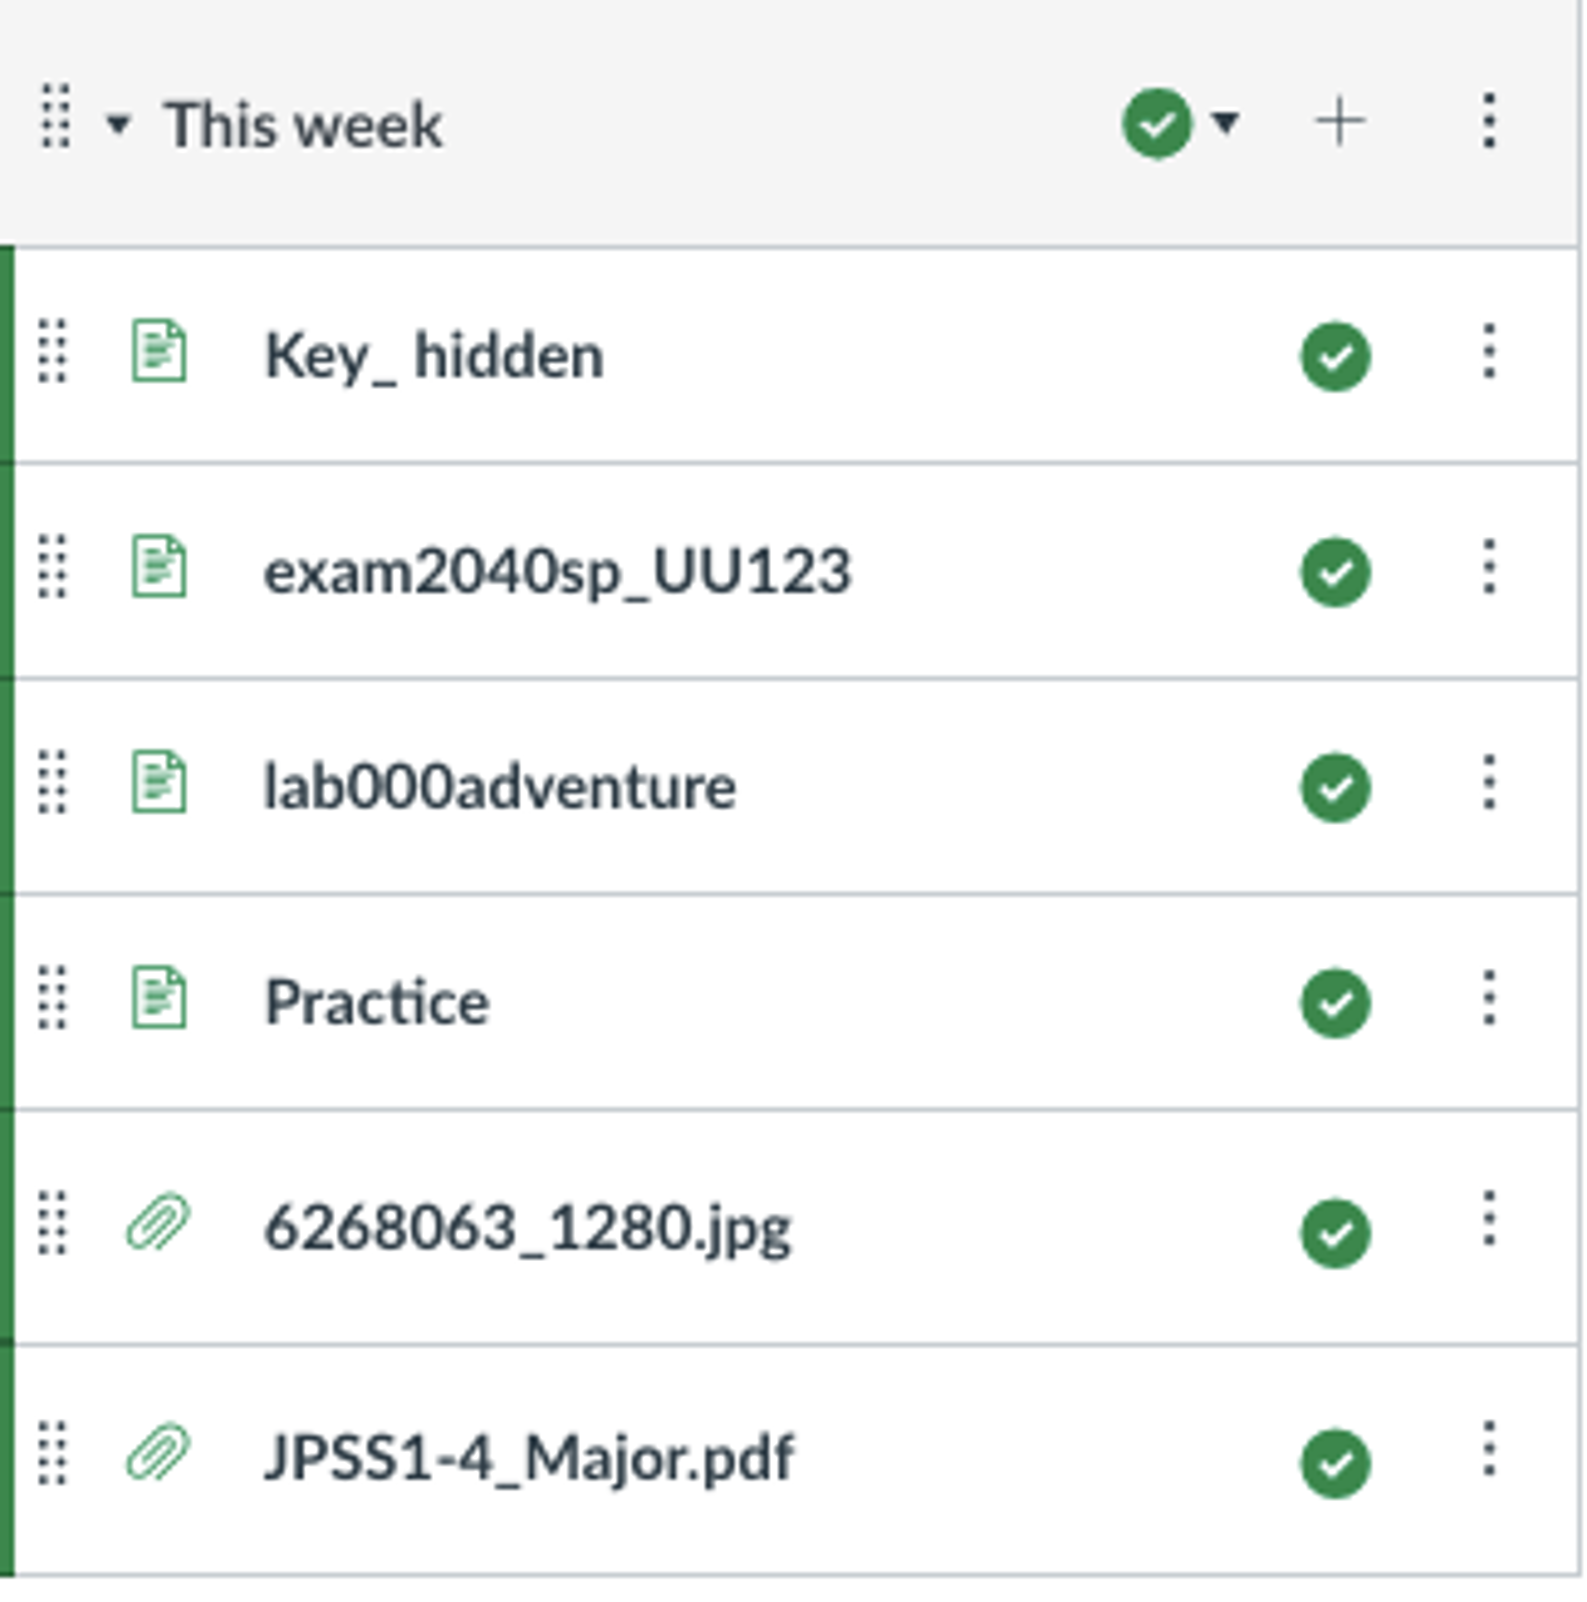 This week
Key_ hidden
exam2040sp_UU123
lab000adventure
Practice
6268063_1280.jpg
JPSS1-4_Major.pdf